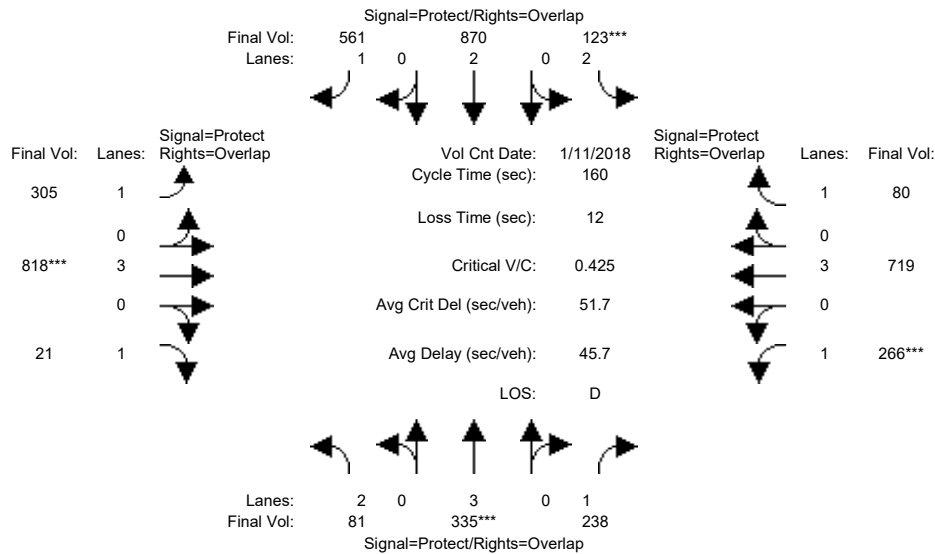 Signal=Protect/Rights=Overlap
Final Vol: 561 870 123***
Lanes: 1 0 2 0 2
Signal=Protect Signal=Protect
Final Vol: Lanes: Rights=Overlap Vol Cnt Date: 1/11/2018 Rights=Overlap Lanes: Final Vol:
Cycle Time (sec): 160
305 1 1 80
Loss Time (sec): 12
0 0
818*** 3 Critical V/C: 0.425 3 719
0 Avg Crit Del (sec/veh): 51.7 0
21 1 Avg Delay (sec/veh): 45.7 1 266***
LOS: D
Lanes: 2 0 3 0 1
Final Vol: 81 335*** 238
Signal=Protect/Rights=Overlap